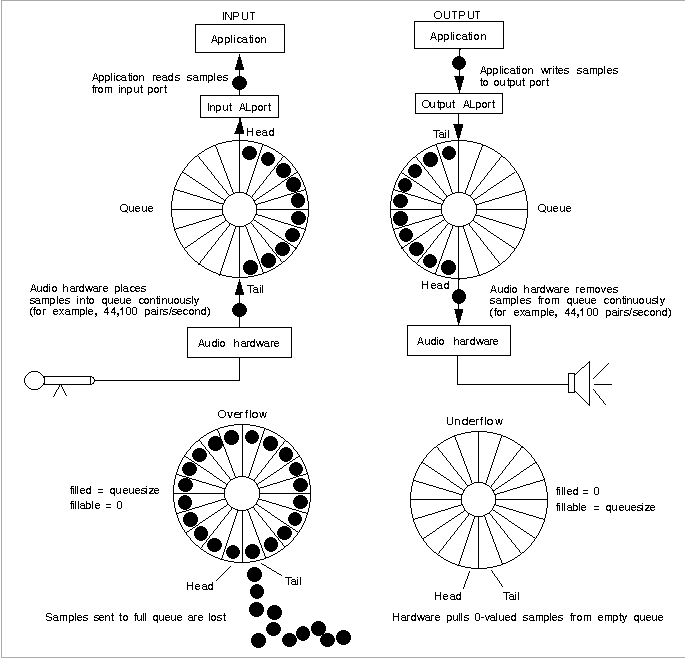 INPUT
Application
Application reads samples
from input port
Input ALport
Head
Queue
Tail
Audio hardware places
samples into queue continuously
(for example, 44,100 pairs/second)
Audio hardware
OUTPUT
Application
Application writes samples
to output port
Output ALport
Tail
Queue
Head
Audio hardware removes
samples from queue continuously
(for example, 44,100 pairs/second)
Audio hardware
Overflow
filled = queuesize
fillable = 0
Head
Tail
Samples sent to full queue are lost
Underflow
filled = 0
fillable = queuesize
Head
Tail
Hardware pulls 0-valued samples from empty queue